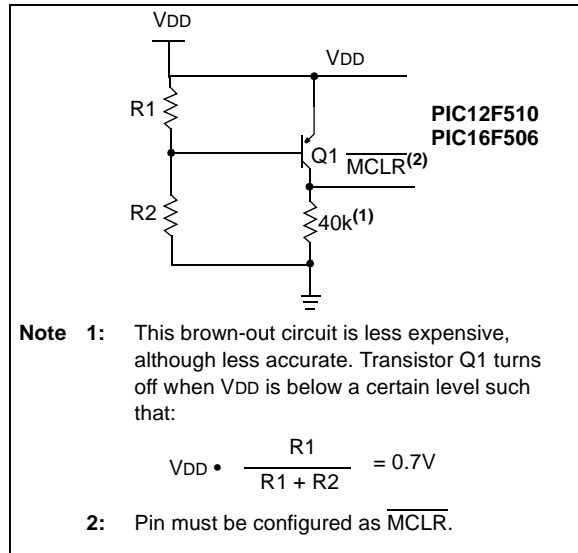 VDD
VDD
R1
PIC12F510
PIC16F506
Q1
MCLR(2)
R2
40k(1)
Note 1: This brown-out circuit is less expensive,
although less accurate. Transistor Q1 turns
off when VDD is below a certain level such
that:
VDD • R1 / R1 + R2 = 0.7V
2: Pin must be configured as MCLR.